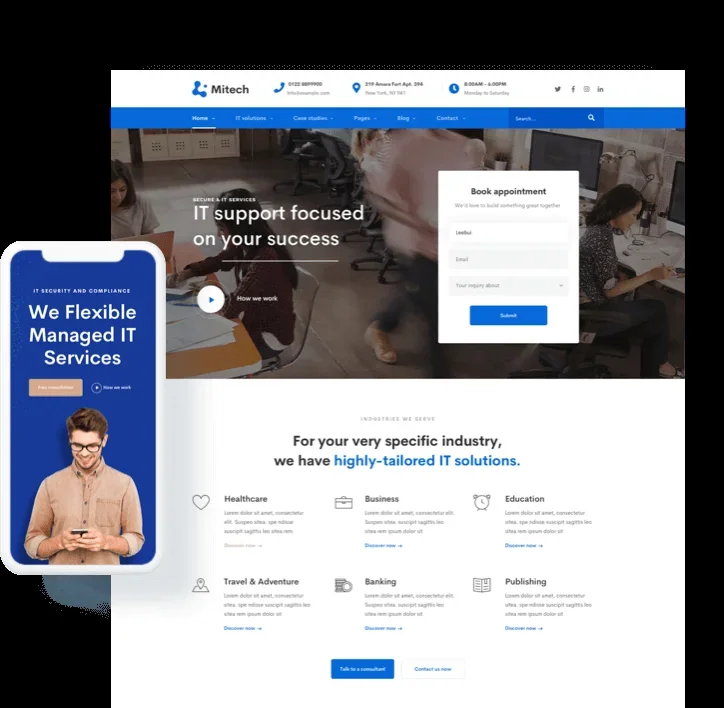 Mitech
0122 8899900
info@example.com
219 Amara Fort Apt. 394
New York, NY 941
8:00AM - 6:00PM
Monday to Saturday
Home
IT solutions
Case studies
Pages
Blog
Contact
Search...
SECURE & IT SERVICES
IT support focused
on your success
How we work
Book appointment
We'd love to build something great together
Leebui
Email
Your inquiry about
Submit
IT SECURITY AND COMPLIANCE
We Flexible
Managed IT
Services
Free consultation
How we work
INDUSTRIES WE SERVE
For your very specific industry,
we have highly-tailored IT solutions.
Healthcare
Lorem dolor sit amet, consectetur
elit. Suspen sitea. spe ndisse
suscipit sagittis leo sitea rem
Discover now →
Business
Lorem dolor sit amet, consectetur
sitea. suscipit sagittis leo
sitea rem ipsum dolor sit
Discover now →
Education
Lorem dolor sit amet, consectetur
sitea. spe ndisse suscipit sagittis leo
sitea rem ipsum dolor sit
Discover now →
Travel & Adventure
Lorem dolor sit amet, consectetur
sitea. spe ndisse suscipit sagittis leo
sitea rem ipsum dolor sit
Discover now →
Banking
Lorem dolor sit amet, consectetur
sitea. suscipit sagittis leo
sitea rem ipsum dolor sit
Discover now →
Publishing
Lorem dolor sit amet, consectetur
sitea. spe ndisse suscipit sagittis leo
sitea rem ipsum dolor sit
Discover now →
Talk to a consultant
Contact us now